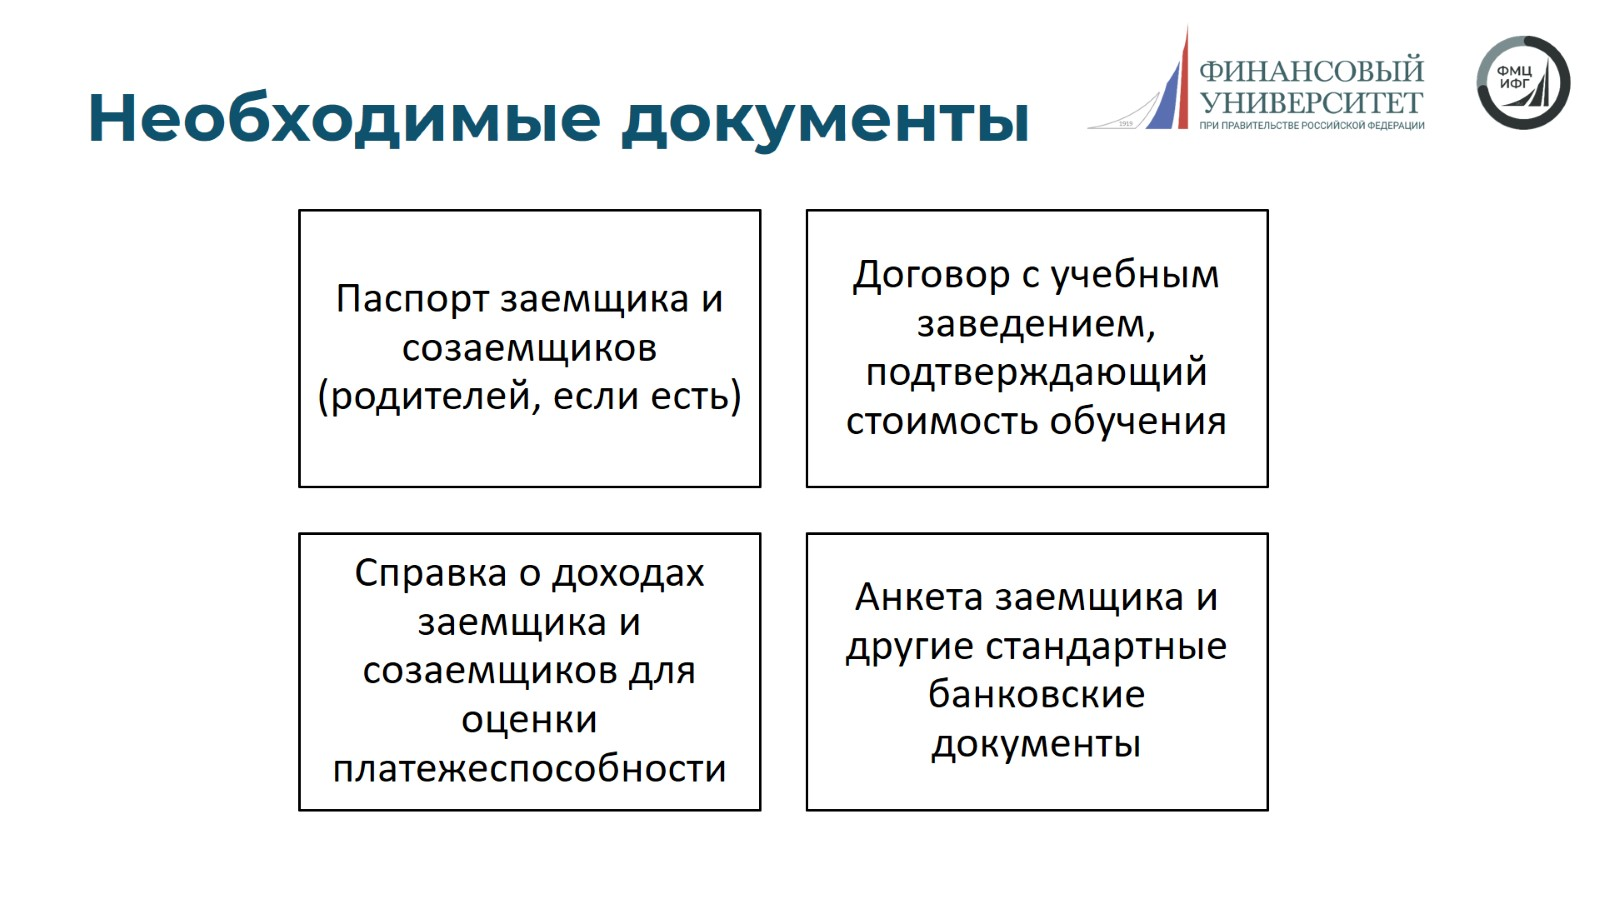 Необходимые документы
ФИНАНСОВЫЙ
УНИВЕРСИТЕТ
ПРИ ПРАВИТЕЛЬСТВЕ РОССИЙСКОЙ ФЕДЕРАЦИИ
1919
ФМЦ
ИФГ
Паспорт заемщика и
созаемщиков
(родителей, если есть)
Договор с учебным
заведением,
подтверждающий
стоимость обучения
Справка о доходах
заемщика и
созаемщиков для
оценки
платежеспособности
Анкета заемщика и
другие стандартные
банковские
документы